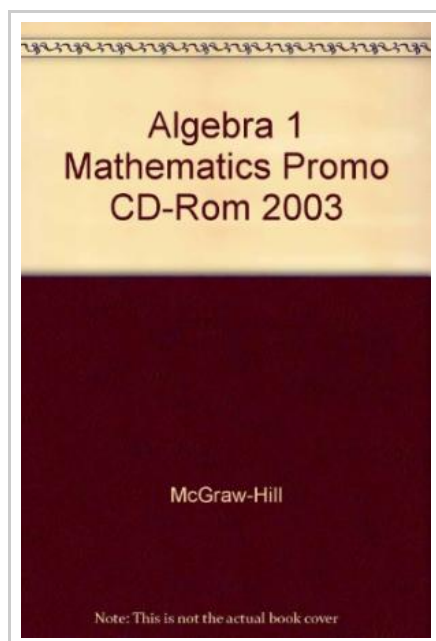 Algebra 1
Mathematics Promo
CD-Rom 2003
McGraw-Hill
Note: This is not the actual book cover